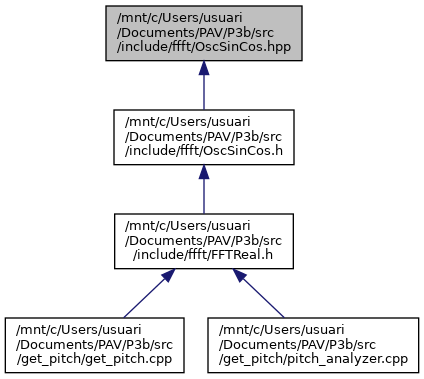 /mnt/c/Users/usuari
/Documents/PAV/P3b/src
/include/ffft/OscSinCos.hpp
/mnt/c/Users/usuari
/Documents/PAV/P3b/src
/include/ffft/OscSinCos.h
/mnt/c/Users/usuari
/Documents/PAV/P3b/src
/include/ffft/FFTReal.h
/mnt/c/Users/usuari
/Documents/PAV/P3b/src
/get_pitch/get_pitch.cpp
/mnt/c/Users/usuari
/Documents/PAV/P3b/src
/get_pitch/pitch_analyzer.cpp